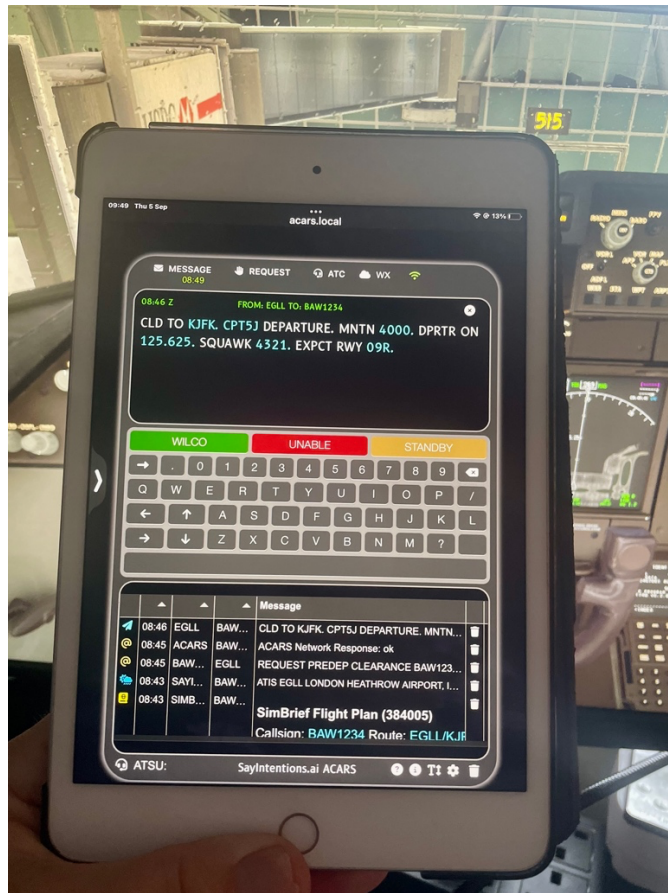 515
09:49 Thu 5 Sep
acars.local
13%
MESSAGE REQUEST ATC WX
08:49
08:46 Z FROM: EGLL TO: BAW1234
CLD TO KJFK. CPT5J DEPARTURE. MNTN 4000. DPRTR ON
125.625. SQUAWK 4321. EXPCT RWY 09R.
WILCO UNABLE STANDBY
. 0 1 2 3 4 5 6 7 8 9
Q W E R T Y U I O P /
A S D F G H J K L
Z X C V B N M ?
Message
08:46 EGLL BAW... CLD TO KJFK. CPT5J DEPARTURE. MNTN...
08:45 ACARS BAW... ACARS Network Response: ok
08:45 BAW... EGLL REQUEST PREDEP CLEARANCE BAW123...
08:43 SAYI... BAW... ATIS EGLL LONDON HEATHROW AIRPORT, I...
08:43 SIMB... BAW...
SimBrief Flight Plan (384005)
Callsign: BAW1234 Route: EGLL/KJF
ATSU: SayIntentions.ai ACARS